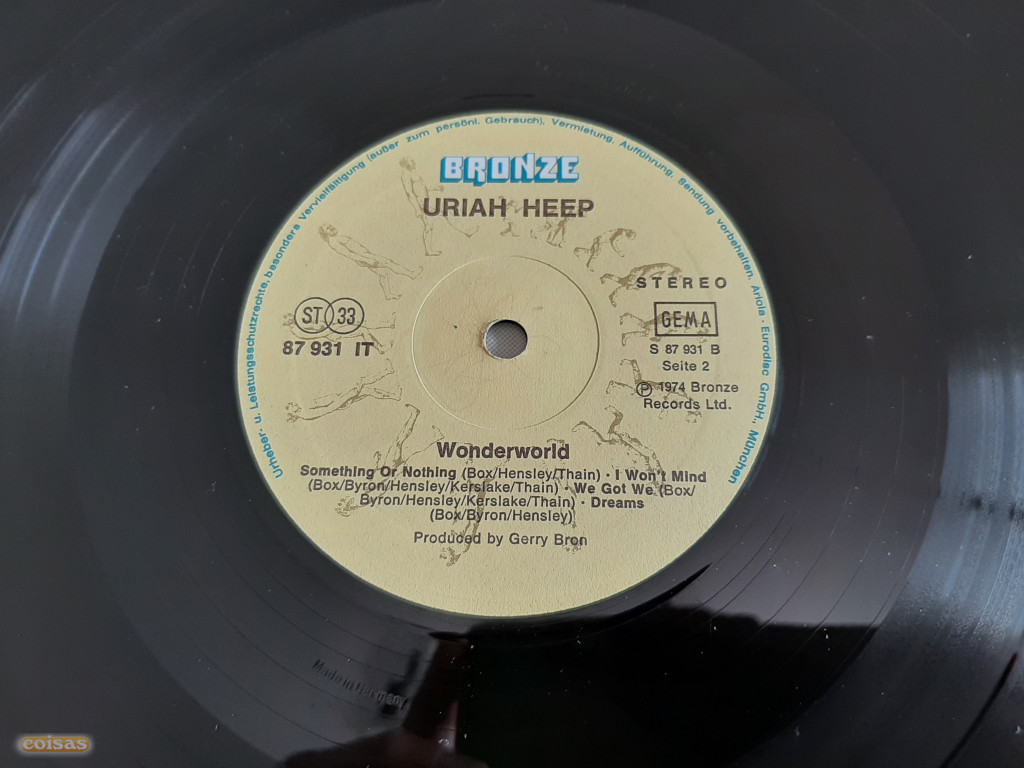 Urheber- u. Leistungsschutzrechte, besonders Vervielfältigung (außer zum persönl. Gebrauch), Vermietung, Aufführung, Sendung vorbehalten. Ariola - Eurodisc GmbH., München
BRONZE
URIAH HEEP
STEREO
ST 33
GEMA
87 931 IT
S 87 931 B
Seite 2
℗ 1974 Bronze
Records Ltd.
Wonderworld
Something Or Nothing (Box/Hensley/Thain) · I Won't Mind
(Box/Byron/Hensley/Kerslake/Thain) · We Got We (Box/
Byron/Hensley/Kerslake/Thain) · Dreams
(Box/Byron/Hensley)
Produced by Gerry Bron
Made in Germany
coisas